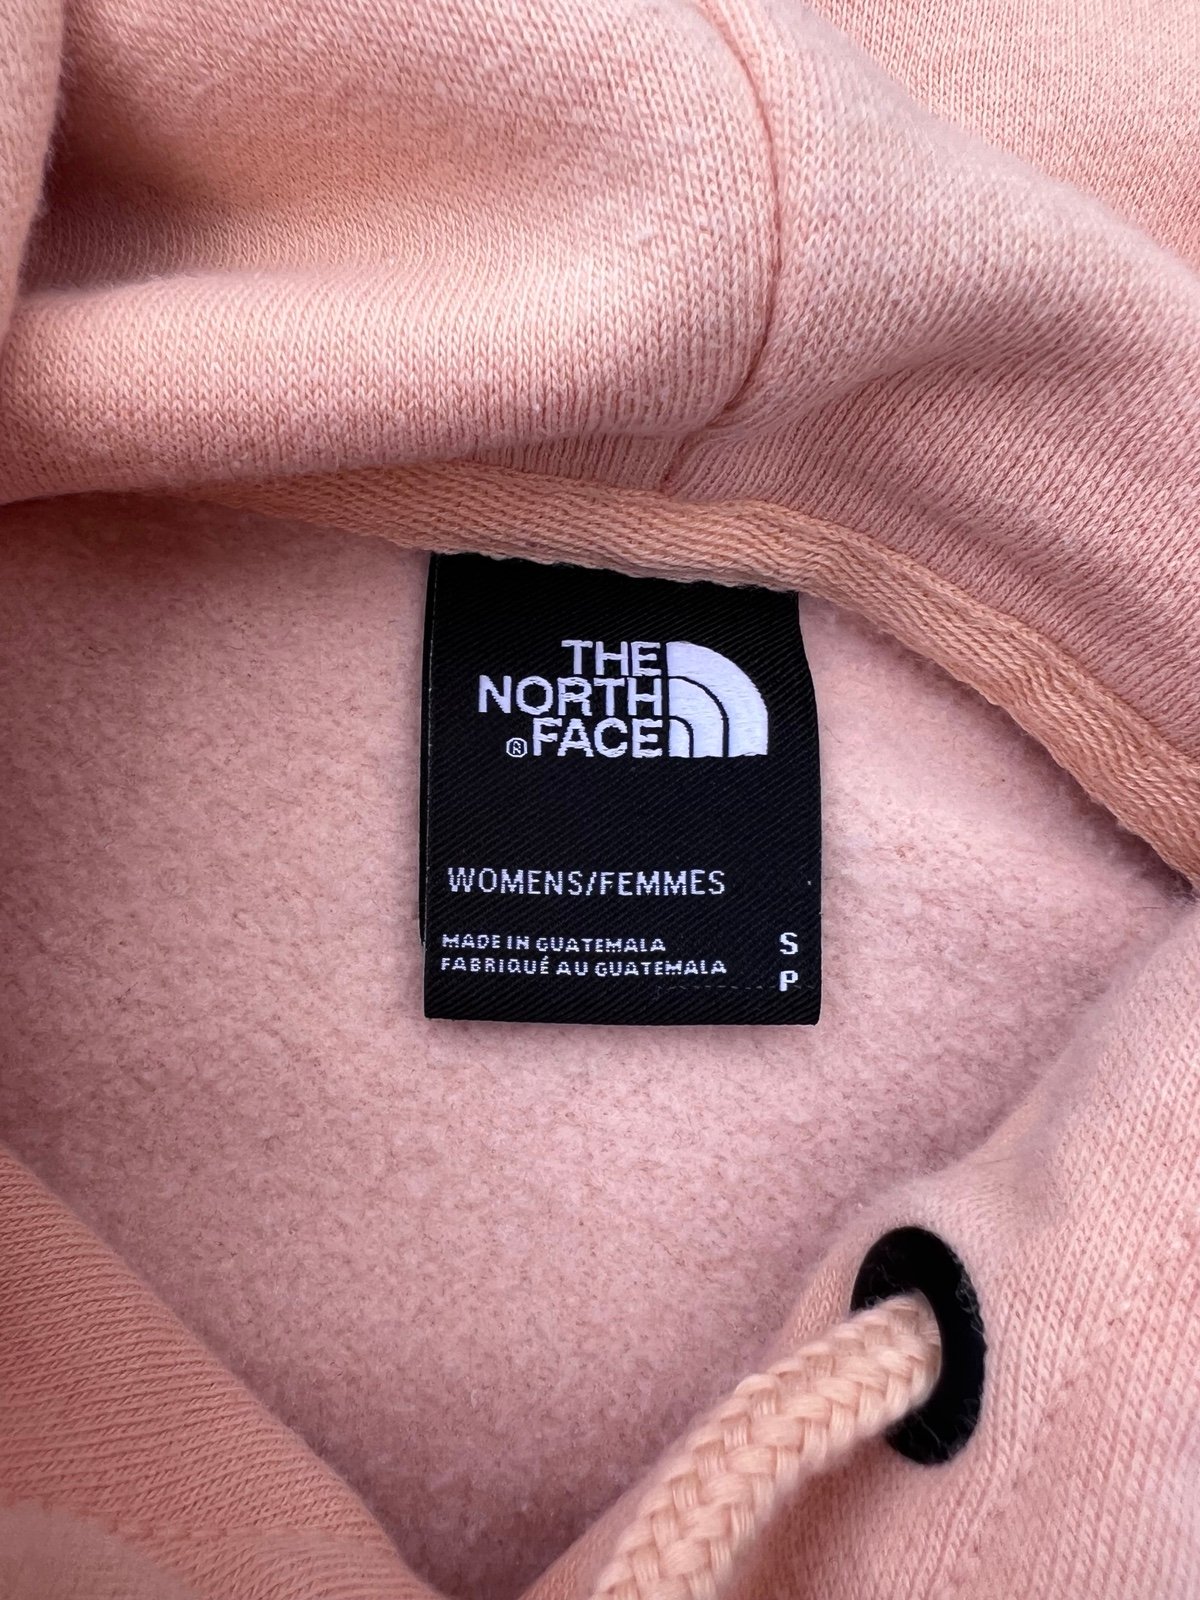 THE
NORTH
®FACE
WOMENS/FEMMES
MADE IN GUATEMALA
FABRIQUÉ AU GUATEMALA
S
P